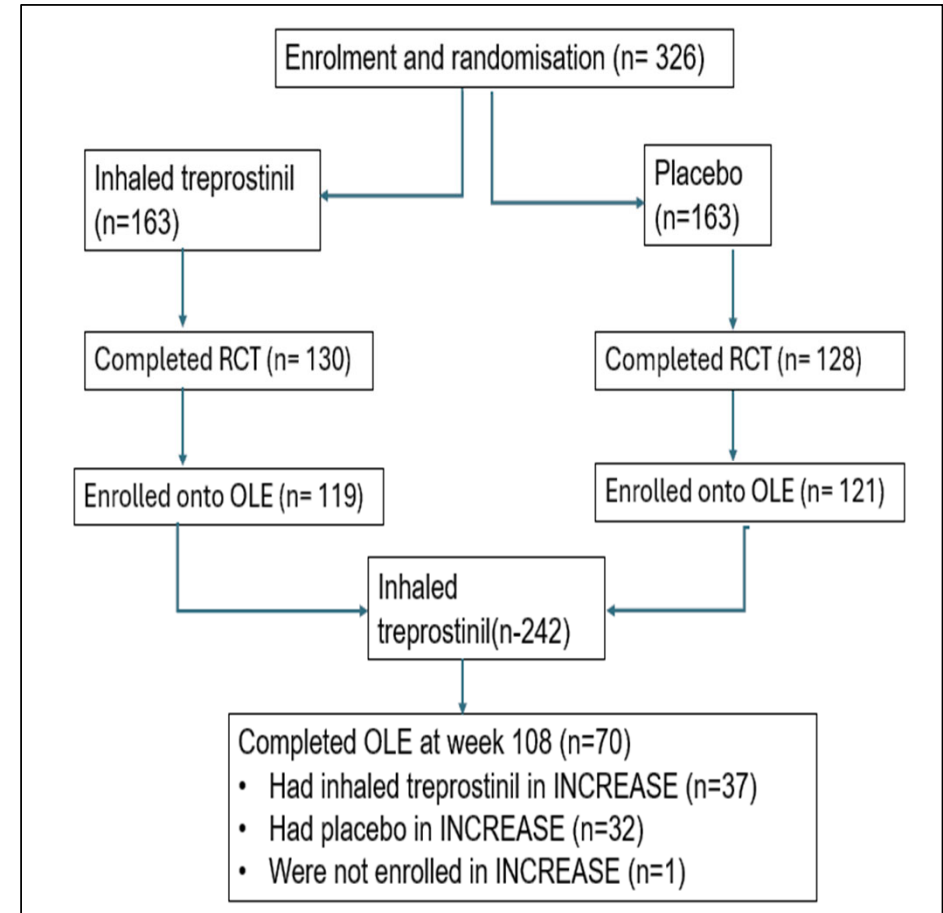 Enrolment and randomisation (n= 326)
Inhaled treprostinil
(n=163)
Placebo
(n=163)
Completed RCT (n= 130)
Completed RCT (n= 128)
Enrolled onto OLE (n= 119)
Enrolled onto OLE (n= 121)
Inhaled
treprostinil(n-242)
Completed OLE at week 108 (n=70)
• Had inhaled treprostinil in INCREASE (n=37)
• Had placebo in INCREASE (n=32)
• Were not enrolled in INCREASE (n=1)